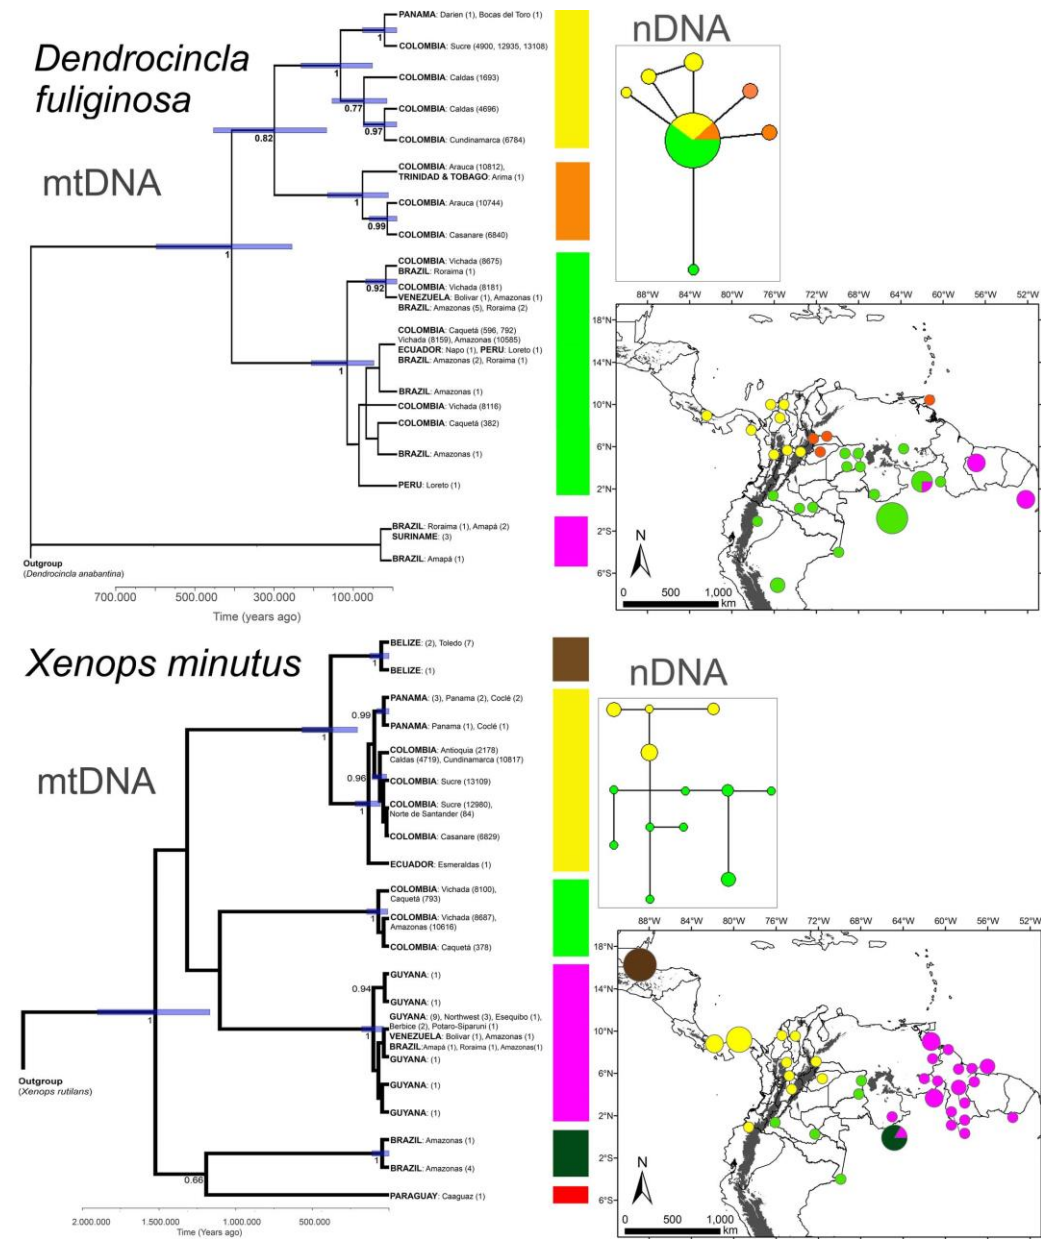 Dendrocincla
fuliginosa
mtDNA
PANAMA: Darien (1), Bocas del Toro (1)
1
COLOMBIA: Sucre (4900, 12935, 13108)
1
COLOMBIA: Caldas (1693)
0.77
COLOMBIA: Caldas (4696)
0.97
COLOMBIA: Cundinamarca (6784)
0.82
COLOMBIA: Arauca (10812),
TRINIDAD & TOBAGO: Arima (1)
1
COLOMBIA: Arauca (10744)
0.99
COLOMBIA: Casanare (6840)
1
COLOMBIA: Vichada (8675)
BRAZIL: Roraima (1)
0.92
COLOMBIA: Vichada (8181)
VENEZUELA: Bolivar (1), Amazonas (1)
BRAZIL: Amazonas (5), Roraima (2)
COLOMBIA: Caquetá (596, 792)
Vichada (8159), Amazonas (10585)
ECUADOR: Napo (1), PERU: Loreto (1)
BRAZIL: Amazonas (2), Roraima (1)
1
BRAZIL: Amazonas (1)
COLOMBIA: Vichada (8116)
COLOMBIA: Caquetá (382)
BRAZIL: Amazonas (1)
PERU: Loreto (1)
BRAZIL: Roraima (1), Amapá (2)
SURINAME: (3)
BRAZIL: Amapá (1)
Outgroup
(Dendrocincla anabantina)
700.000 500.000 300.000 100.000
Time (years ago)
nDNA
88°W 84°W 80°W 76°W 72°W 68°W 64°W 60°W 56°W 52°W
18°N
14°N
10°N
6°N
2°N
2°S
6°S
N
0 500 1,000
km
Xenops minutus
mtDNA
BELIZE: (2), Toledo (7)
1
BELIZE: (1)
PANAMA: (3), Panama (2), Coclé (2)
0.99
PANAMA: Panama (1), Coclé (1)
1
COLOMBIA: Antioquia (2178)
Caldas (4719), Cundinamarca (10817)
0.96
COLOMBIA: Sucre (13109)
COLOMBIA: Sucre (12980),
Norte de Santander (84)
1
COLOMBIA: Casanare (6829)
ECUADOR: Esmeraldas (1)
COLOMBIA: Vichada (8100),
Caquetá (793)
1
COLOMBIA: Vichada (8687),
Amazonas (10616)
COLOMBIA: Caquetá (378)
GUYANA: (1)
0.94
GUYANA: (1)
GUYANA: (9), Northwest (3), Esequibo (1),
Berbice (2), Potaro-Siparuni (1)
1
VENEZUELA: Bolivar (1), Amazonas (1)
BRAZIL: Amapá (1), Roraima (1), Amazonas(1)
GUYANA: (1)
GUYANA: (1)
GUYANA: (1)
1
Outgroup
(Xenops rutilans)
BRAZIL: Amazonas (1)
1
BRAZIL: Amazonas (4)
0.66
PARAGUAY: Caaguaz (1)
2.000.000 1.500.000 1.000.000 500.000
Time (Years ago)
nDNA
88°W 84°W 80°W 76°W 72°W 68°W 64°W 60°W 56°W 52°W
18°N
14°N
10°N
6°N
2°N
2°S
6°S
N
0 500 1,000
km